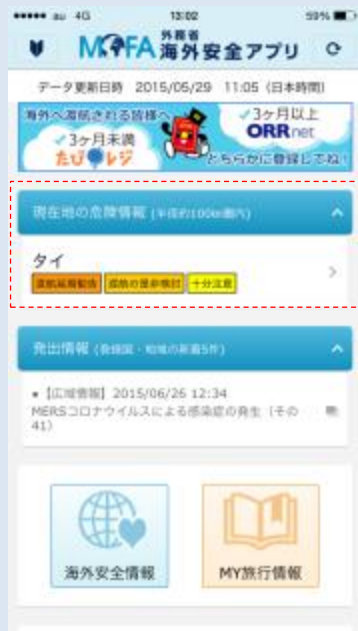 au 4G 13:02 59%
MOFA 外務省 海外安全アプリ
データ更新日時 2015/05/29 11:05 (日本時間)
海外へ渡航される皆様へ
3ヶ月以上
ORRnet
3ヶ月未満
たびレジ
どちらかに登録してね!
現在地の危険情報 (半径約100km圏内)
タイ
渡航延期勧告 渡航の是非検討 十分注意
発出情報 (登録国・地域の新着5件)
【広域情報】2015/06/26 12:34
MERSコロナウイルスによる感染症の発生 (その
41)
海外安全情報 MY旅行情報